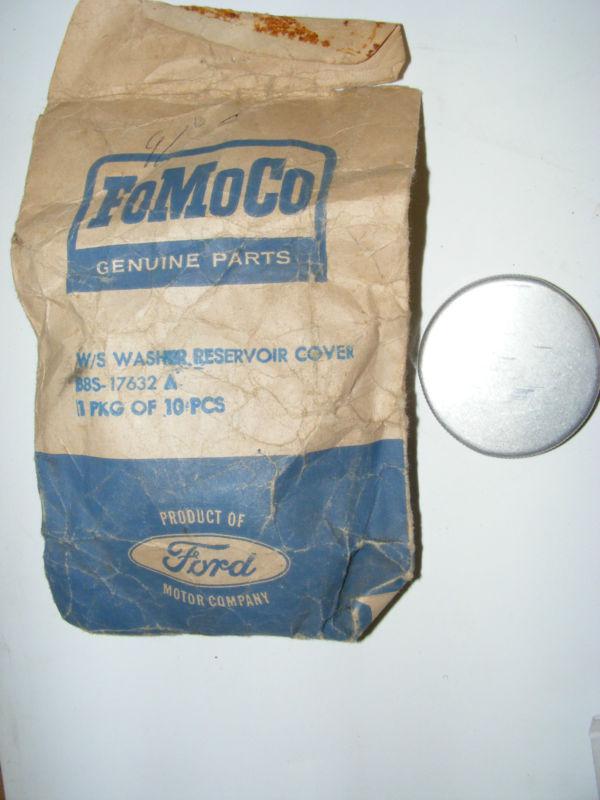 FoMoCo
GENUINE PARTS
W/S WASHER RESERVOIR COVER
B8S-17632 A
1 PKG OF 10 PCS
PRODUCT OF
Ford
MOTOR COMPANY